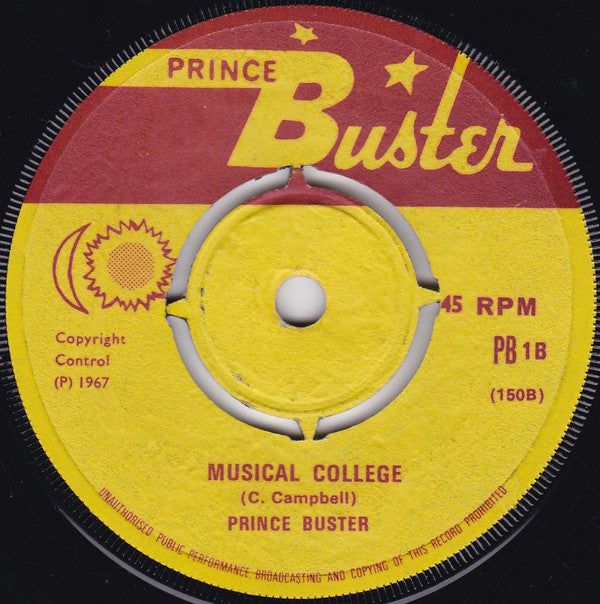 PRINCE
Buster
45 RPM
PB 1B
(150B)
Copyright
Control
(P) 1967
MUSICAL COLLEGE
(C. Campbell)
PRINCE BUSTER
UNAUTHORISED PUBLIC PERFORMANCE, BROADCASTING AND COPYING OF THIS RECORD PROHIBITED